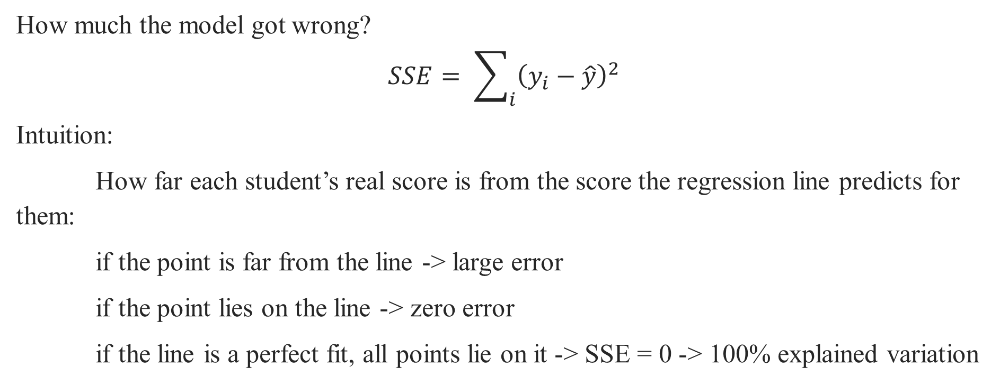 How much the model got wrong?
SSE = ∑_i (y_i − ŷ)²
Intuition:
How far each student’s real score is from the score the regression line predicts for
them:
if the point is far from the line -> large error
if the point lies on the line -> zero error
if the line is a perfect fit, all points lie on it -> SSE = 0 -> 100% explained variation